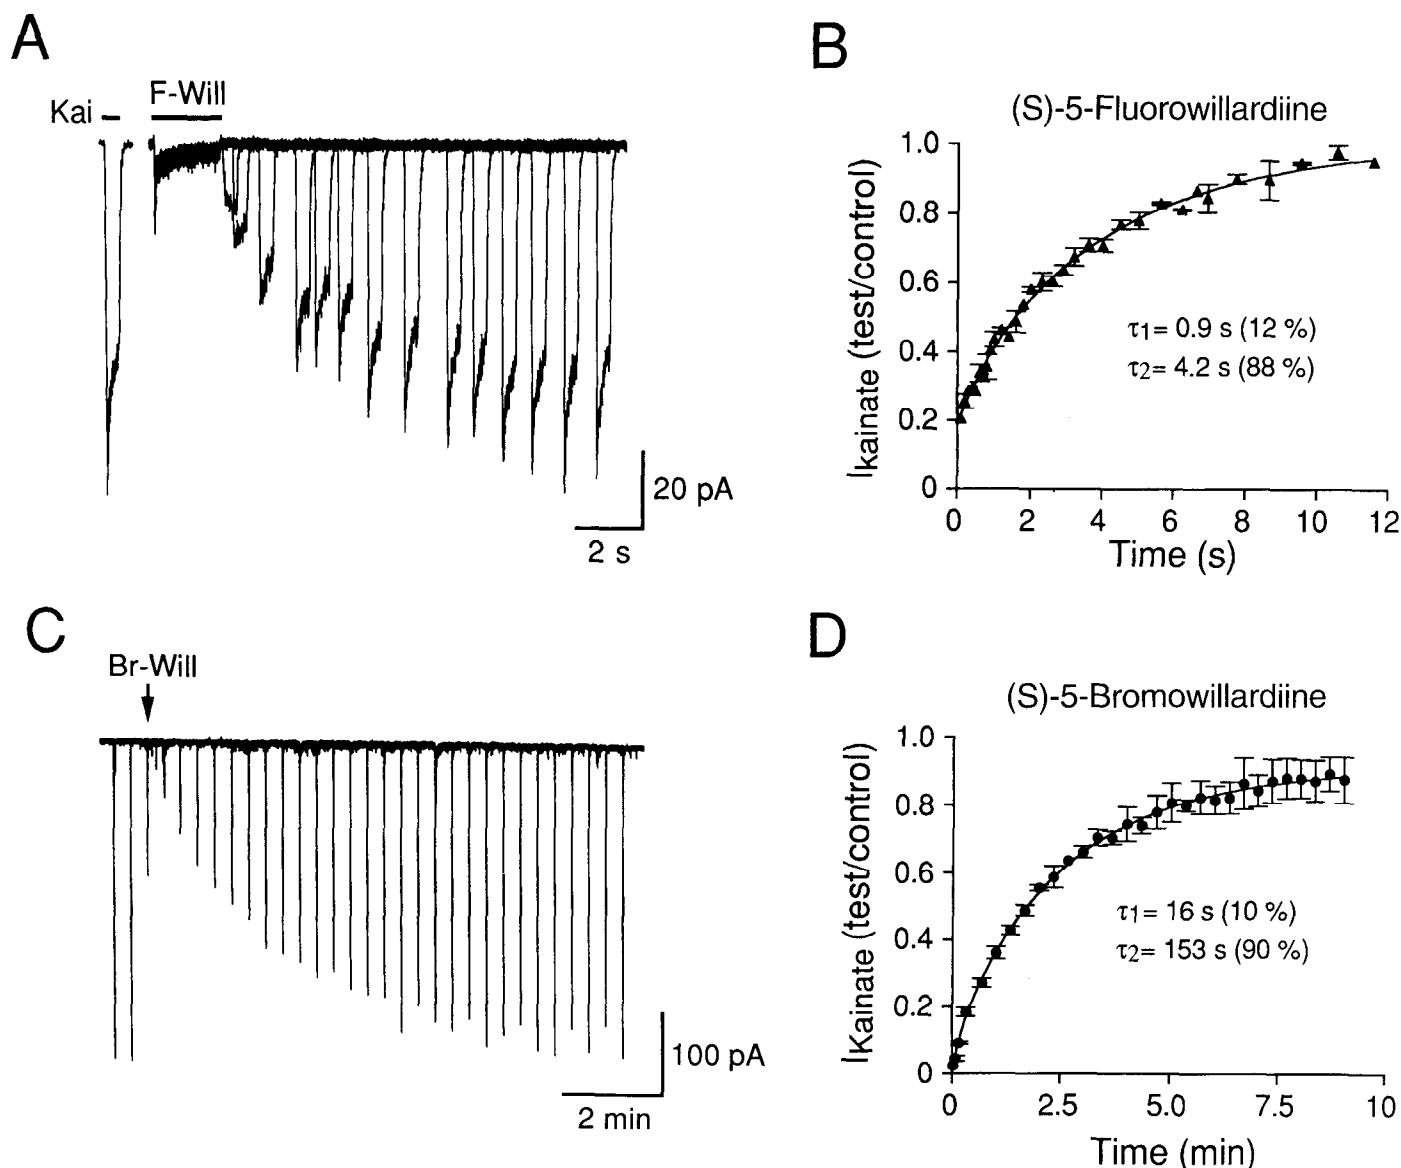 A
Kai
F-Will
20 pA
2 s
B
(S)-5-Fluorowillardiine
1.0
0.8
0.6
0.4
0.2
0
Ikainate (test/control)
τ1= 0.9 s (12 %)
τ2= 4.2 s (88 %)
0 2 4 6 8 10 12
Time (s)
C
Br-Will
100 pA
2 min
D
(S)-5-Bromowillardiine
1.0
0.8
0.6
0.4
0.2
0
IKainate (test/control)
τ1= 16 s (10 %)
τ2= 153 s (90 %)
0 2.5 5.0 7.5 10
Time (min)